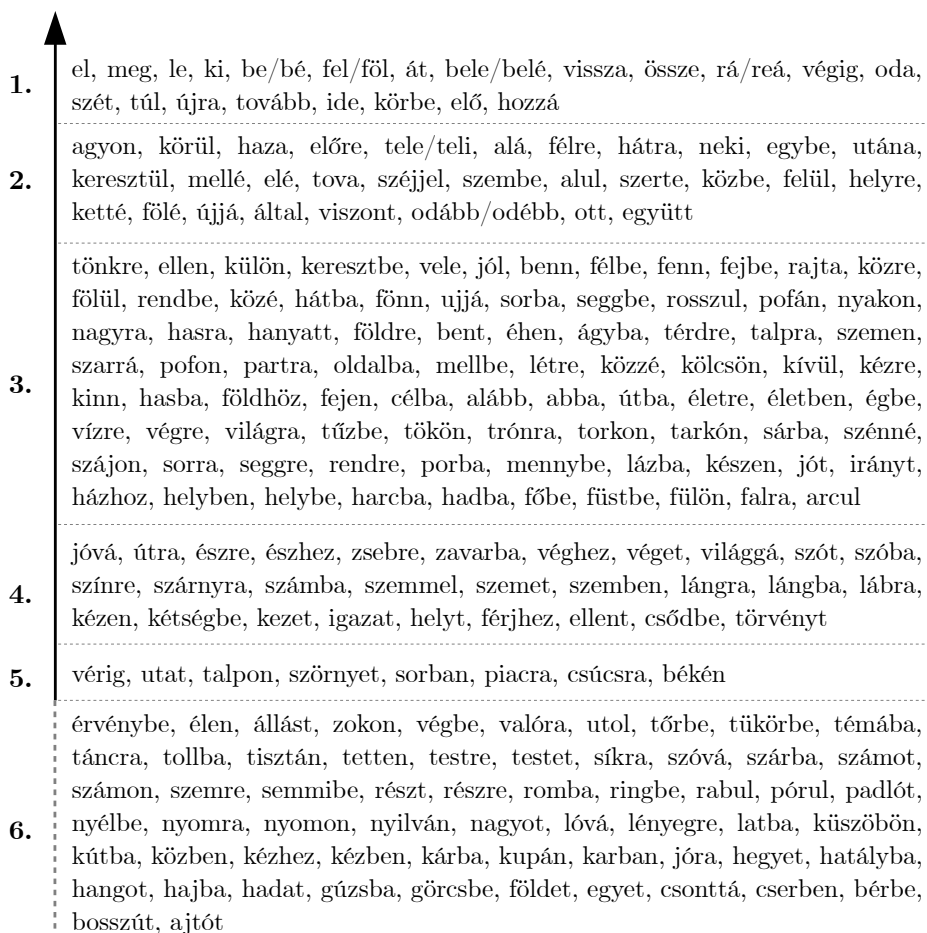 1.
el, meg, le, ki, be/bé, fel/föl, át, bele/belé, vissza, össze, rá/reá, végig, oda,
szét, túl, újra, tovább, ide, körbe, elő, hozzá
2.
agyon, körül, haza, előre, tele/teli, alá, félre, hátra, neki, egybe, utána,
keresztül, mellé, elé, tova, széjjel, szembe, alul, szerte, közbe, felül, helyre,
ketté, fölé, újjá, által, viszont, odább/odébb, ott, együtt
3.
tönkre, ellen, külön, keresztbe, vele, jól, benn, félbe, fenn, fejbe, rajta, közre,
fölül, rendbe, közé, hátba, fönn, ujjá, sorba, seggbe, rosszul, pofán, nyakon,
nagyra, hasra, hanyatt, földre, bent, éhen, ágyba, térdre, talpra, szemen,
szarrá, pofon, partra, oldalba, mellbe, létre, közzé, kölcsön, kívül, kézre,
kinn, hasba, földhöz, fejen, célba, alább, abba, útba, életre, életben, égbe,
vízre, végre, világra, tűzbe, tökön, trónra, torkon, tarkón, sárba, szénné,
szájon, sorra, seggre, rendre, porba, mennybe, lázba, készen, jót, irányt,
házhoz, helyben, helybe, harcba, hadba, főbe, füstbe, fülön, falra, arcul
4.
jóvá, útra, észre, észhez, zsebre, zavarba, véghez, véget, világgá, szót, szóba,
színre, szárnyra, számba, szemmel, szemet, szemben, lángra, lángba, lábra,
kézen, kétségbe, kezet, igazat, helyt, férjhez, ellent, csődbe, törvényt
5.
vérig, utat, talpon, szörnyet, sorban, piacra, csúcsra, békén
6.
érvénybe, élen, állást, zokon, végbe, valóra, utol, tőrbe, tükörbe, témába,
táncra, tollba, tisztán, tetten, testre, testet, síkra, szóvá, szárba, számot,
számon, szemre, semmibe, részt, részre, romba, ringbe, rabul, pórul, padlót,
nyélbe, nyomra, nyomon, nyilván, nagyot, lóvá, lényegre, latba, küszöbön,
kútba, közben, kézhez, kézben, kárba, kupán, karban, jóra, hegyet, hatályba,
hangot, hajba, hadat, gúzsba, görcsbe, földet, egyet, csonttá, cserben, bérbe,
bosszút, ajtót